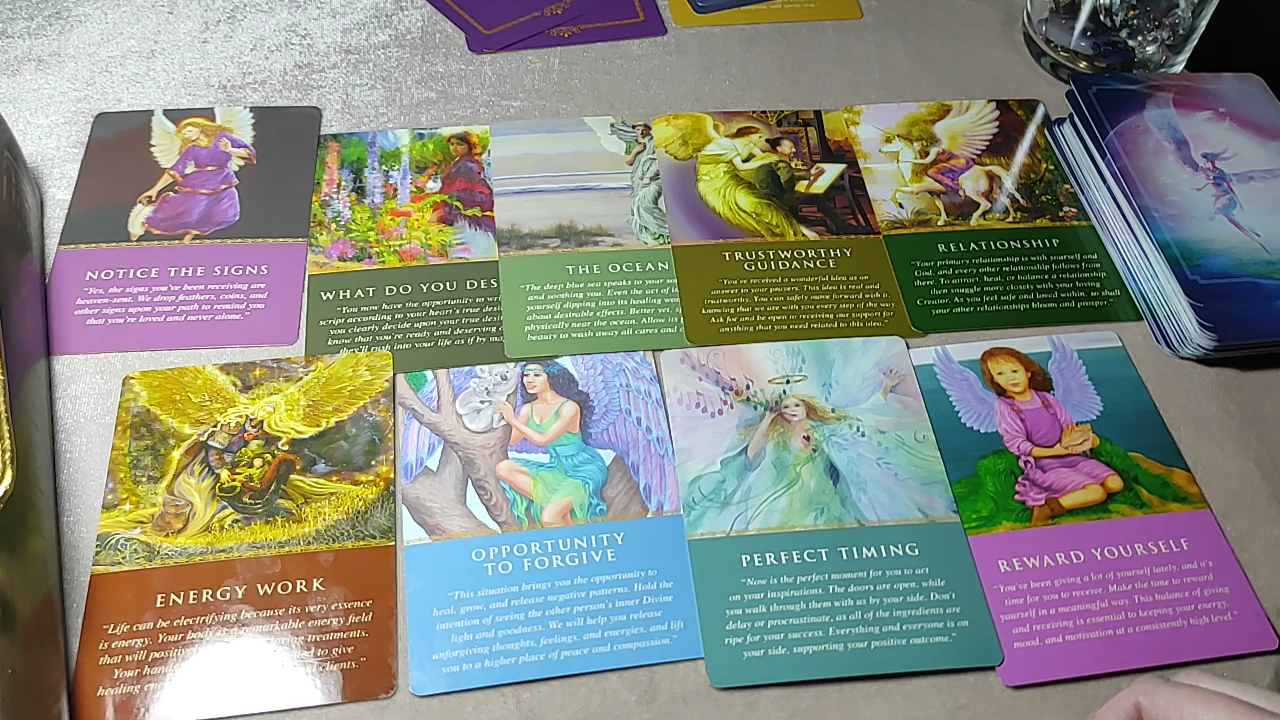 NOTICE THE SIGNS
"Yes, the signs you've been receiving are
heaven-sent. We drop feathers, coins, and
other signs upon your path to remind you
that you're loved and never alone."
WHAT DO YOU DES
"You now have the opportunity to wri
script according to your heart's true desi
you clearly decide upon your true desi
know that you're ready and deserving o
they'll rush into your life as if by ma
THE OCEAN
"The deep blue sea speaks to your so
and soothing you. Even the act of i
yourself dipping into its healing w
about desirable effects. Better yet, s
physically near the ocean. Allow its
beauty to wash away all cares and c
TRUSTWORTHY
GUIDANCE
"You've received a wonderful idea as an
answer to your prayers. This idea is real and
trustworthy. You can safely move forward with it,
knowing that we are with you every step of the way.
Ask for and be open to receiving our support for
anything that you need related to this idea."
RELATIONSHIP
"Your primary relationship is with yourself and
God, and every other relationship follows from
there. To attract, heal, or balance a relationship,
then snuggle more closely with your loving
Creator. As you feel safe and loved within, so shall
your other relationships bloom and prosper."
ENERGY WORK
"Life can be electrifying because its very essence
is energy. Your body is a remarkable energy field
that will positively loving treatments.
Your hands to give
healing clients."
OPPORTUNITY
TO FORGIVE
"This situation brings you the opportunity to
heal, grow, and release negative patterns. Hold the
intention of seeing the other person's inner Divine
light and goodness. We will help you release
unforgiving thoughts, feelings, and energies, and lift
you to a higher place of peace and compassion."
PERFECT TIMING
"Now is the perfect moment for you to act
on your inspirations. The doors are open, while
you walk through them with us by your side. Don't
delay or procrastinate, as all of the ingredients are
ripe for your success. Everything and everyone is on
your side, supporting your positive outcome."
REWARD YOURSELF
"You've been giving a lot of yourself lately, and it's
time for you to receive. Make the time to reward
yourself in a meaningful way. This balance of giving
and receiving is essential to keeping your energy,
mood, and motivation at a consistently high level."